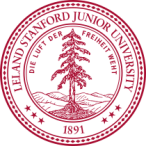 LELAND STANFORD JUNIOR UNIVERSITY
DIE LUFT DER FREIHEIT WEHT
1891